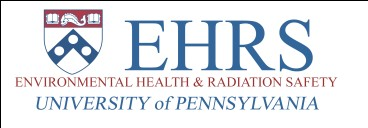 EHRS
ENVIRONMENTAL HEALTH & RADIATION SAFETY
UNIVERSITY of PENNSYLVANIA